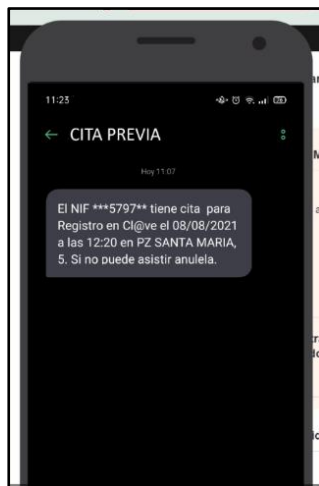 11:23
← CITA PREVIA
Hoy 11:07
El NIF ***5797** tiene cita para
Registro en Cl@ve el 08/08/2021
a las 12:20 en PZ SANTA MARIA,
5. Si no puede asistir anulela.